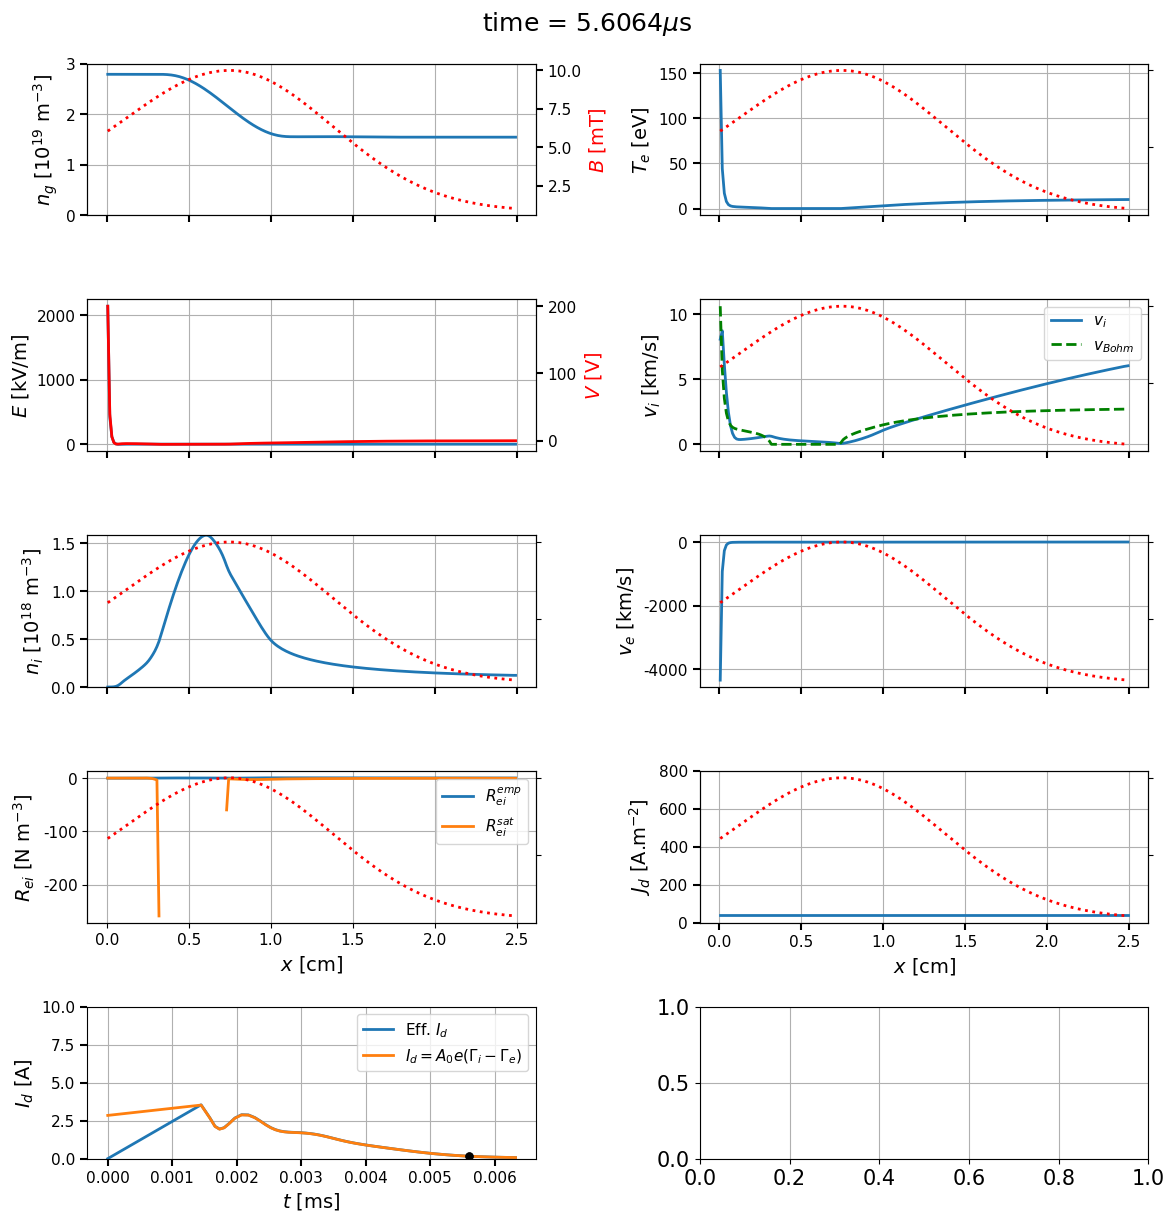 time = 5.6064μs
3
2
1
0
n_g [10^19 m^−3]
10.0
7.5
5.0
2.5
B [mT]
150
100
50
0
T_e [eV]
2000
1000
0
E [kV/m]
200
100
0
V [V]
10
5
0
v_i [km/s]
v_i
v_Bohm
1.5
1.0
0.5
0.0
n_i [10^18 m^−3]
0
-2000
-4000
v_e [km/s]
0
-100
-200
R_ei [N m^−3]
R_ei^emp
R_ei^sat
0.0 0.5 1.0 1.5 2.0 2.5
x [cm]
800
600
400
200
0
J_d [A.m^−2]
0.0 0.5 1.0 1.5 2.0 2.5
x [cm]
10.0
7.5
5.0
2.5
0.0
I_d [A]
Eff. I_d
I_d = A_0e(Γ_i − Γ_e)
0.000 0.001 0.002 0.003 0.004 0.005 0.006
t [ms]
1.0
0.5
0.0
0.0 0.2 0.4 0.6 0.8 1.0